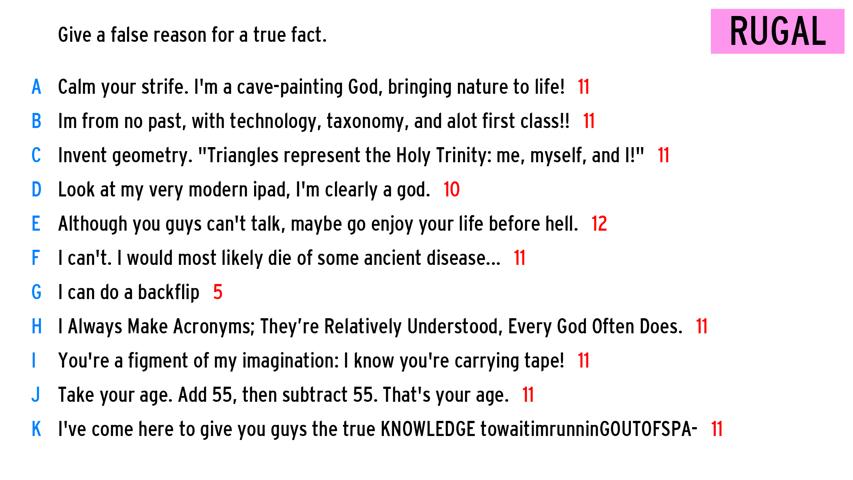 Give a false reason for a true fact.
RUGAL
A Calm your strife. I'm a cave-painting God, bringing nature to life! 11
B Im from no past, with technology, taxonomy, and alot first class!! 11
C Invent geometry. "Triangles represent the Holy Trinity: me, myself, and I!" 11
D Look at my very modern ipad, I'm clearly a god. 10
E Although you guys can't talk, maybe go enjoy your life before hell. 12
F I can't. I would most likely die of some ancient disease... 11
G I can do a backflip 5
H I Always Make Acronyms; They’re Relatively Understood, Every God Often Does. 11
I You're a figment of my imagination: I know you're carrying tape! 11
J Take your age. Add 55, then subtract 55. That's your age. 11
K I've come here to give you guys the true KNOWLEDGE towaitimrunninGOUTOFSPA- 11